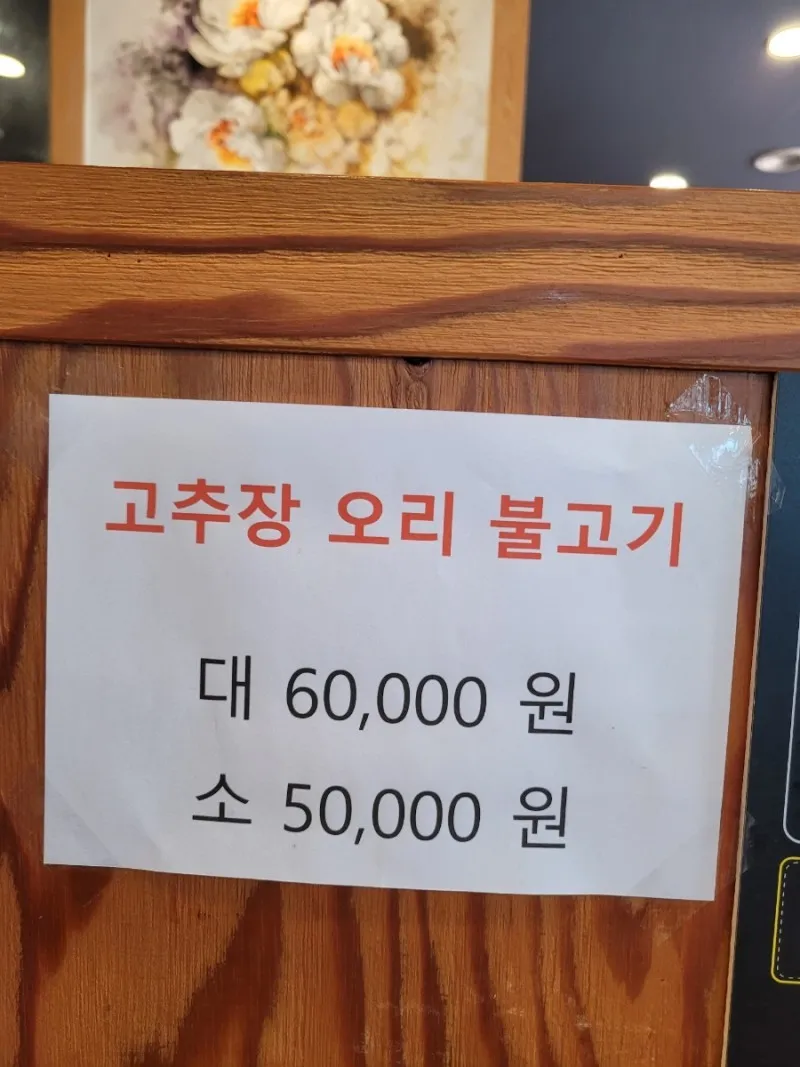 고추장 오리 불고기
대 60,000 원
소 50,000 원